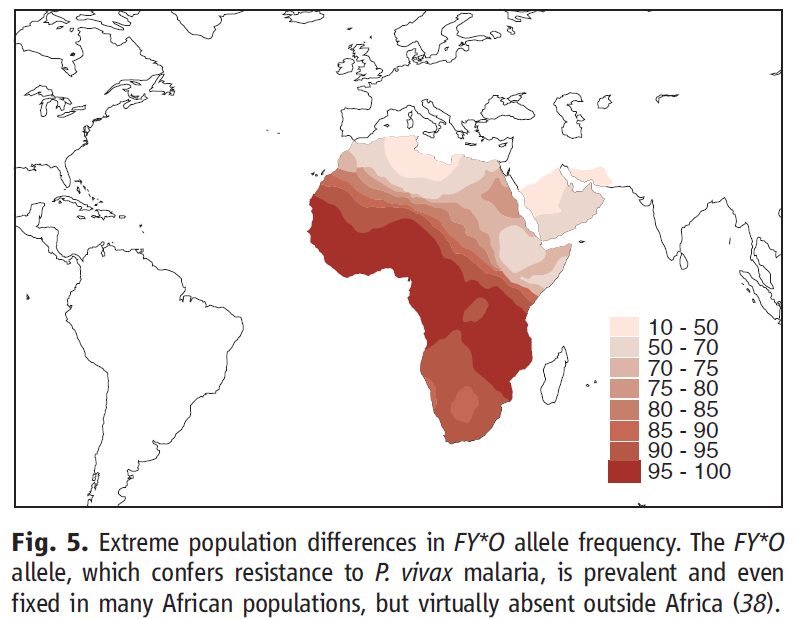 10 - 50
50 - 70
70 - 75
75 - 80
80 - 85
85 - 90
90 - 95
95 - 100
Fig. 5. Extreme population differences in FY*O allele frequency. The FY*O
allele, which confers resistance to P. vivax malaria, is prevalent and even
fixed in many African populations, but virtually absent outside Africa (38).